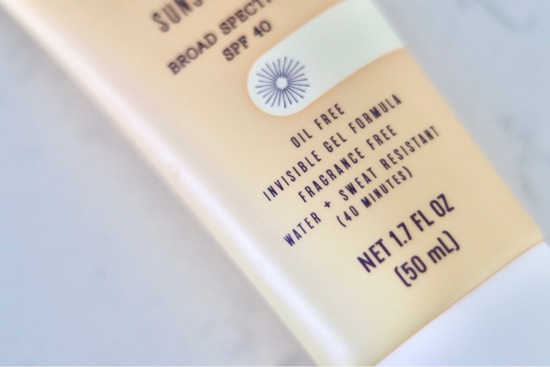 BROAD
SPF 40
OIL FREE
INVISIBLE GEL FORMULA
FRAGRANCE FREE
WATER + SWEAT RESISTANT
(40 MINUTES)
NET 1.7 FL OZ
(50 mL)